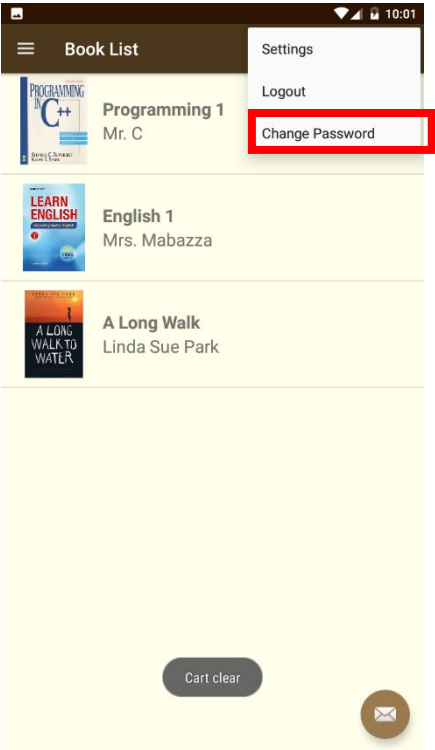 10:01
Book List
Settings
Logout
Change Password
PROGRAMMING
IN
C++
Programming 1
Mr. C
LEARN
ENGLISH
FREE
English 1
Mrs. Mabazza
A LONG
WALK TO
WATER
A Long Walk
Linda Sue Park
Cart clear